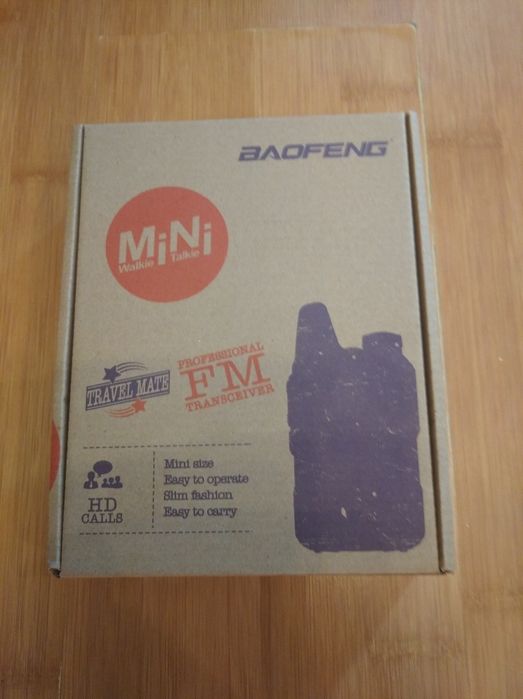 BAOFENG
MiNi
Walkie Talkie
TRAVEL MATE
PROFESSIONAL
FM
TRANSCEIVER
HD
CALLS
Mini size
Easy to operate
Slim fashion
Easy to carry